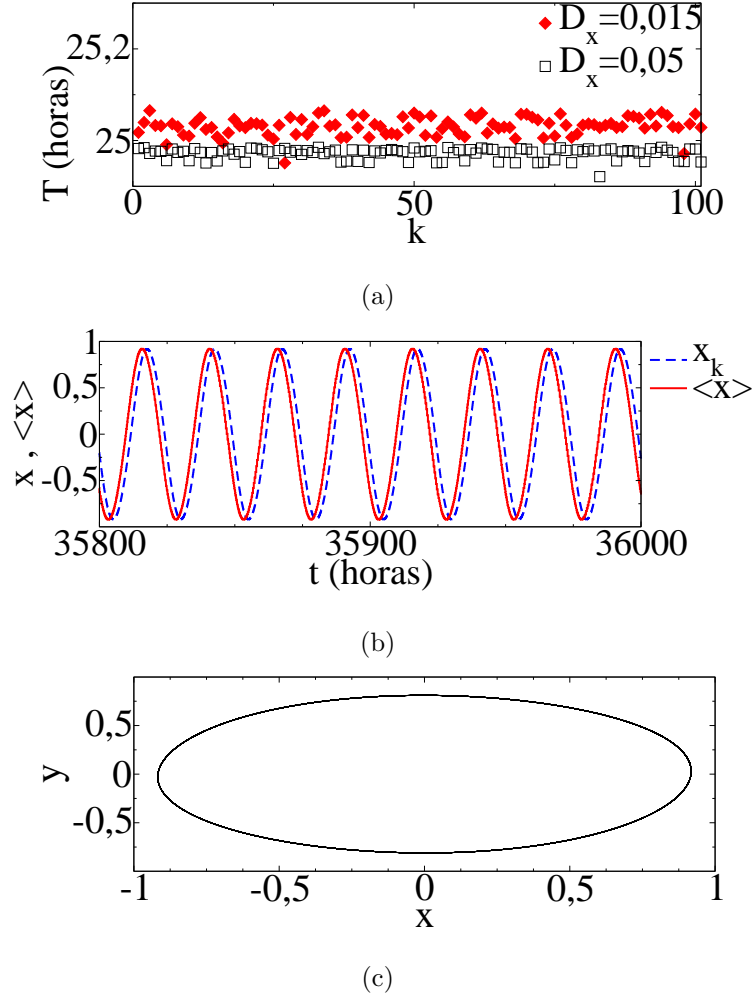 D_x=0,015
D_x=0,05
25,2
25
T (horas)
0
50
100
k
(a)
1
0,5
0
-0,5
x , <x>
x_k
<x>
35800
35900
36000
t (horas)
(b)
0,5
0
-0,5
y
-1
-0,5
0
0,5
1
x
(c)